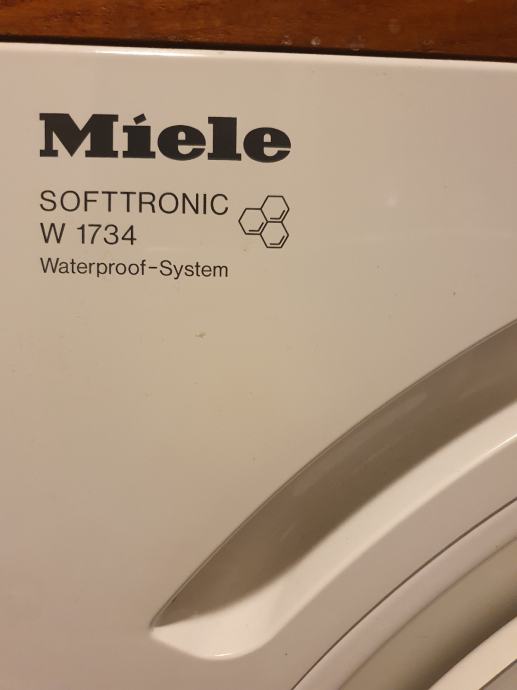 Miele
SOFTTRONIC
W 1734
Waterproof-System